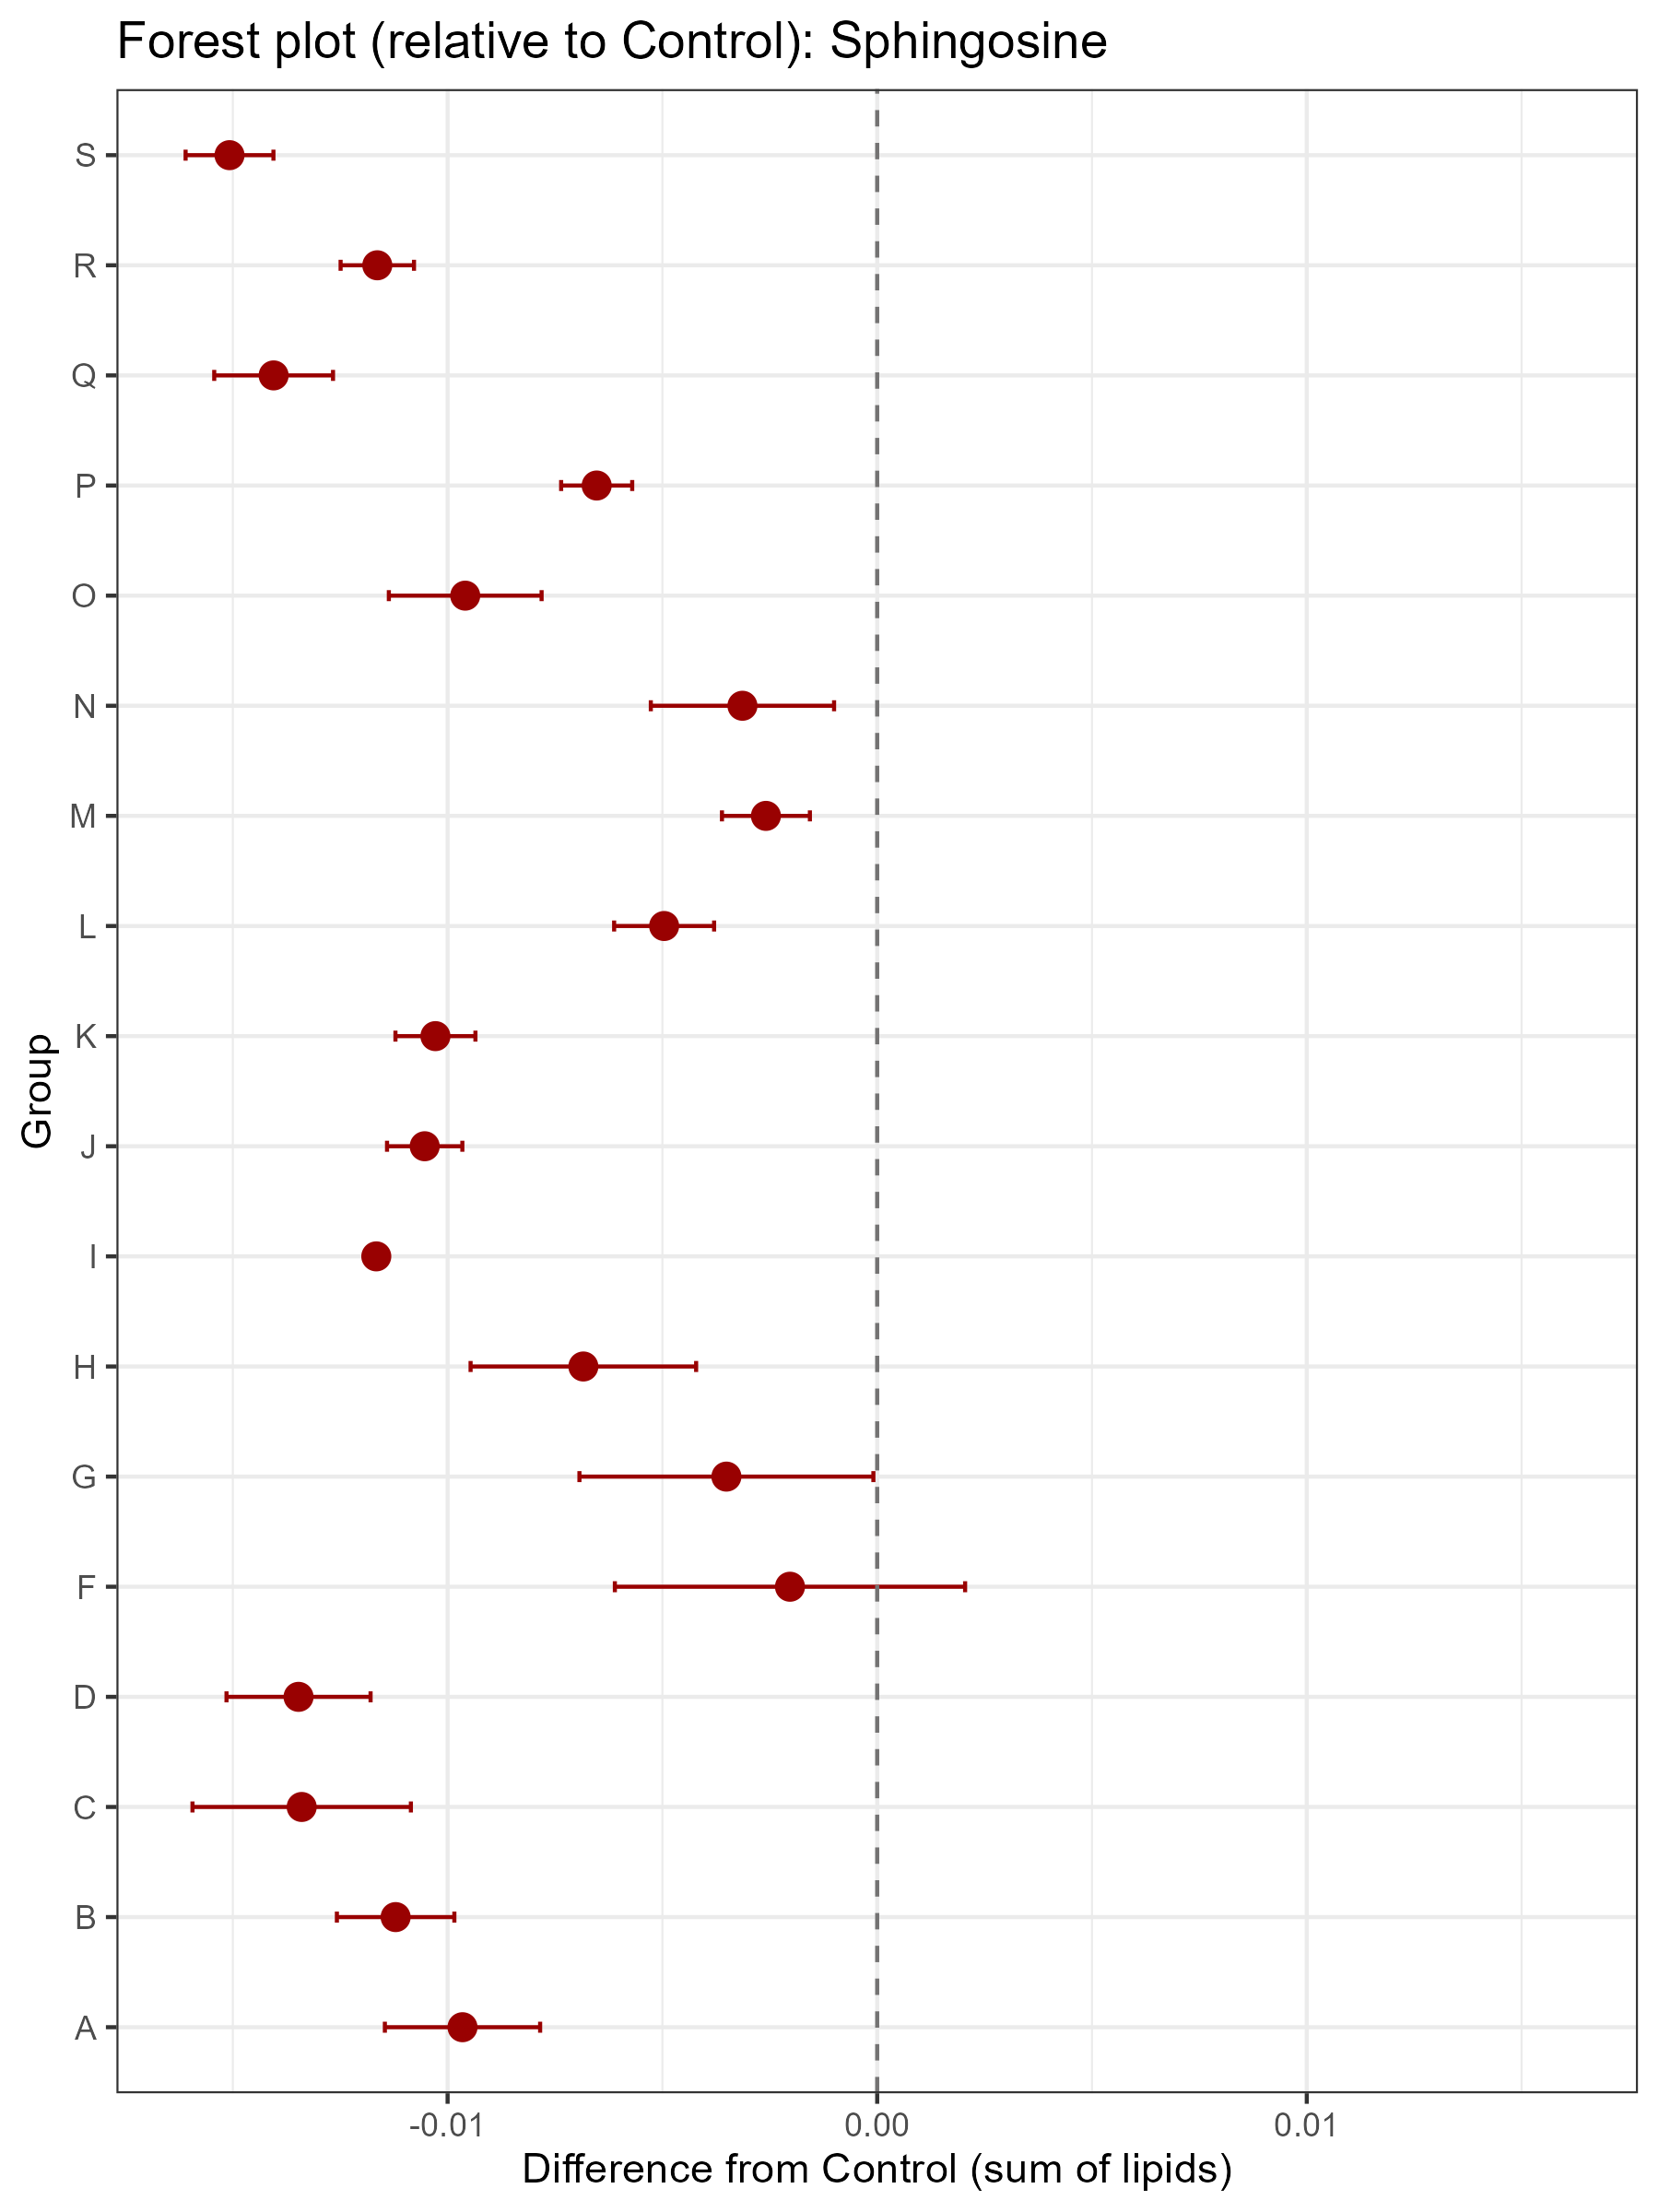 Forest plot (relative to Control): Sphingosine
S
R
Q
P
O
N
M
L
K
J
I
H
G
F
D
C
B
A
Group
-0.01 0.00 0.01
Difference from Control (sum of lipids)